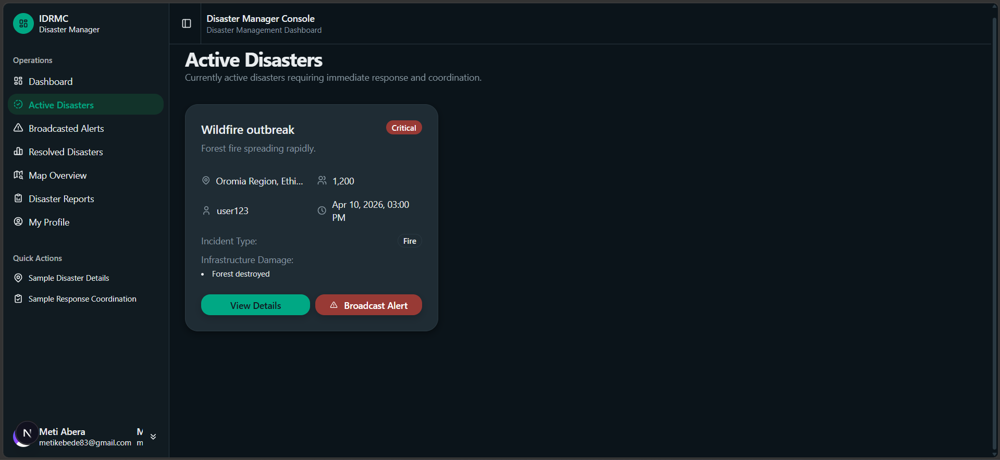 IDRMC
Disaster Manager
Operations
Dashboard
Active Disasters
Broadcasted Alerts
Resolved Disasters
Map Overview
Disaster Reports
My Profile
Quick Actions
Sample Disaster Details
Sample Response Coordination
N
Meti Abera M
metikebede83@gmail.com m
Disaster Manager Console
Disaster Management Dashboard
Active Disasters
Currently active disasters requiring immediate response and coordination.
Wildfire outbreak Critical
Forest fire spreading rapidly.
Oromia Region, Ethi... 1,200
user123 Apr 10, 2026, 03:00
PM
Incident Type: Fire
Infrastructure Damage:
• Forest destroyed
View Details Broadcast Alert